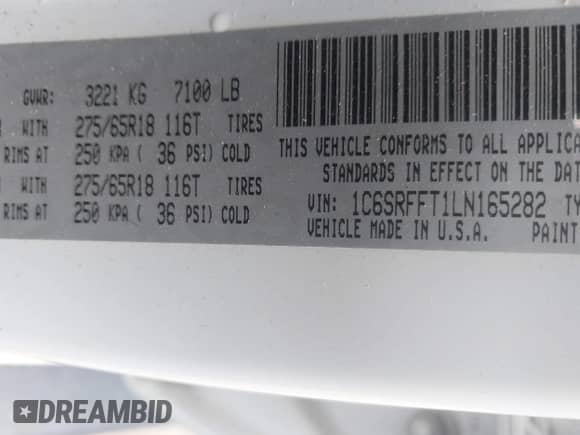 GVWR: 3221 KG 7100 LB
WITH 275/65R18 116T TIRES
RIMS AT 250 KPA ( 36 PSI) COLD
WITH 275/65R18 116T TIRES
RIMS AT 250 KPA ( 36 PSI) COLD
THIS VEHICLE CONFORMS TO ALL APPLICA
STANDARDS IN EFFECT ON THE DAT
VIN: 1C6SRFFT1LN165282 TY
VEHICLE MADE IN U.S.A. PAINT
DREAMBID